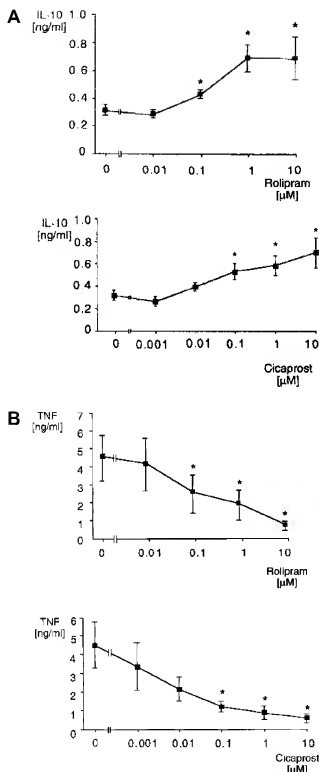 A
IL-10
[ng/ml]
1.0
0.8
0.6
0.4
0.2
0
* * *
0 0.01 0.1 1 10
Rolipram
[µM]
IL-10
[ng/ml]
1.0
0.8
0.6
0.4
0.2
0
* * *
0 0.001 0.01 0.1 1 10
Cicaprost
[µM]
B
TNF
[ng/ml]
7
6
5
4
3
2
1
0
* * *
0 0.01 0.1 1 10
Rolipram
[µM]
TNF
[ng/ml]
6
5
4
3
2
1
0
* * *
0 0.001 0.01 0.1 1 10
Cicaprost
[µM]